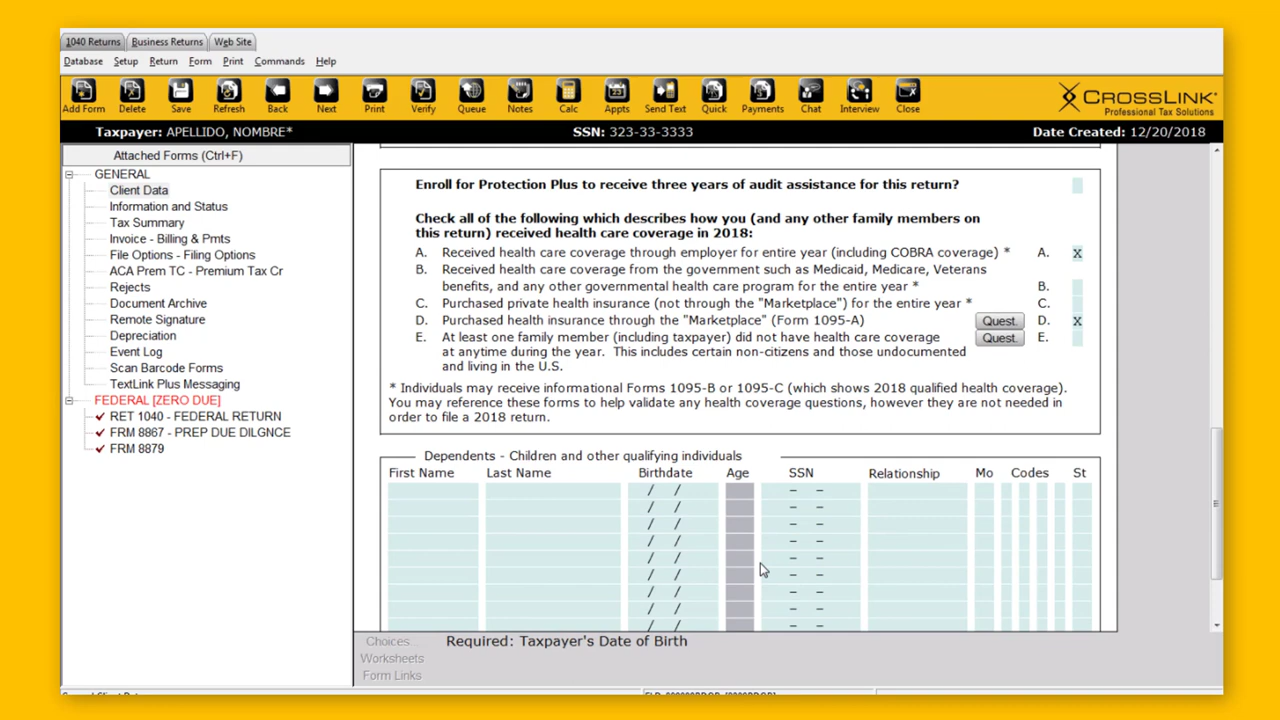 1040 Returns Business Returns Web Site
Database Setup Return Form Print Commands Help
Add Form Delete Save Refresh Back Next Print Verify Queue Notes Calc Appts Send Text Quick Payments Chat Interview Close
CROSSLINK
Professional Tax Solutions
Taxpayer: APELLIDO, NOMBRE* SSN: 323-33-3333 Date Created: 12/20/2018
Attached Forms (Ctrl+F)
GENERAL
Client Data
Information and Status
Tax Summary
Invoice - Billing & Pmts
File Options - Filing Options
ACA Prem TC - Premium Tax Cr
Rejects
Document Archive
Remote Signature
Depreciation
Event Log
Scan Barcode Forms
TextLink Plus Messaging
FEDERAL [ZERO DUE]
RET 1040 - FEDERAL RETURN
FRM 8867 - PREP DUE DILGNCE
FRM 8879
Enroll for Protection Plus to receive three years of audit assistance for this return?
Check all of the following which describes how you (and any other family members on
this return) received health care coverage in 2018:
A. Received health care coverage through employer for entire year (including COBRA coverage) * A. X
B. Received health care coverage from the government such as Medicaid, Medicare, Veterans
benefits, and any other governmental health care program for the entire year * B.
C. Purchased private health insurance (not through the "Marketplace") for the entire year * C.
D. Purchased health insurance through the "Marketplace" (Form 1095-A) Quest. D. X
E. At least one family member (including taxpayer) did not have health care coverage Quest. E.
at anytime during the year. This includes certain non-citizens and those undocumented
and living in the U.S.
* Individuals may receive informational Forms 1095-B or 1095-C (which shows 2018 qualified health coverage).
You may reference these forms to help validate any health coverage questions, however they are not needed in
order to file a 2018 return.
Dependents - Children and other qualifying individuals
First Name Last Name Birthdate Age SSN Relationship Mo Codes St
/ / – –
/ / – –
/ / – –
/ / – –
/ / – –
/ / – –
/ / – –
/ / – –
/ / – –
Choices Required: Taxpayer's Date of Birth
Worksheets
Form Links